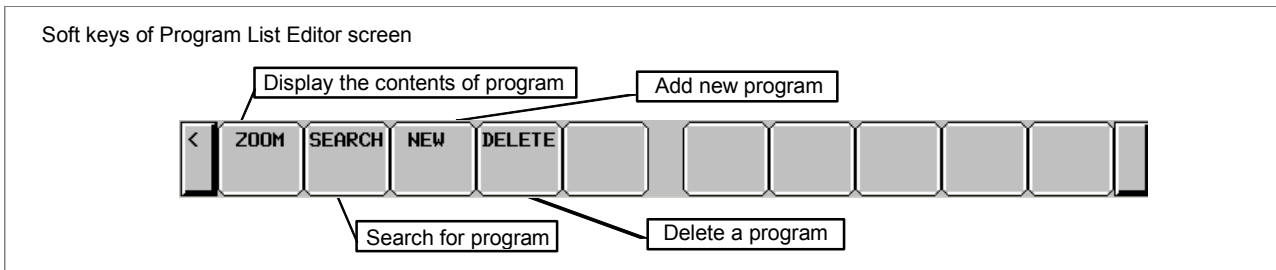 Soft keys of Program List Editor screen
Display the contents of program
Add new program
< ZOOM SEARCH NEW DELETE
Search for program
Delete a program